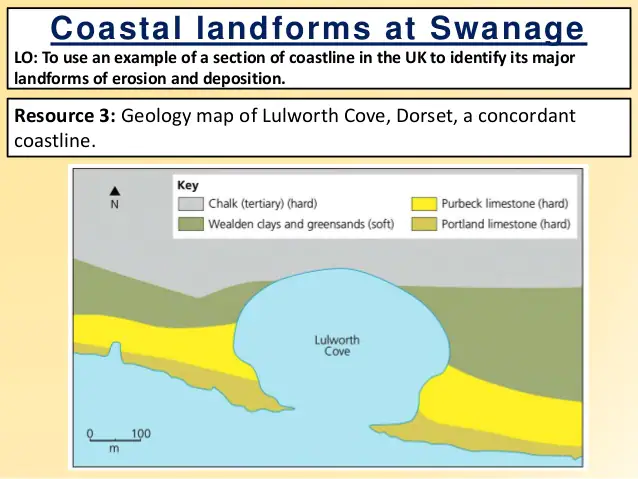 Coastal landforms at Swanage
LO: To use an example of a section of coastline in the UK to identify its major
landforms of erosion and deposition.
Resource 3: Geology map of Lulworth Cove, Dorset, a concordant
coastline.
Key
Chalk (tertiary) (hard)
Purbeck limestone (hard)
Wealden clays and greensands (soft)
Portland limestone (hard)
N
Lulworth
Cove
0 100
m